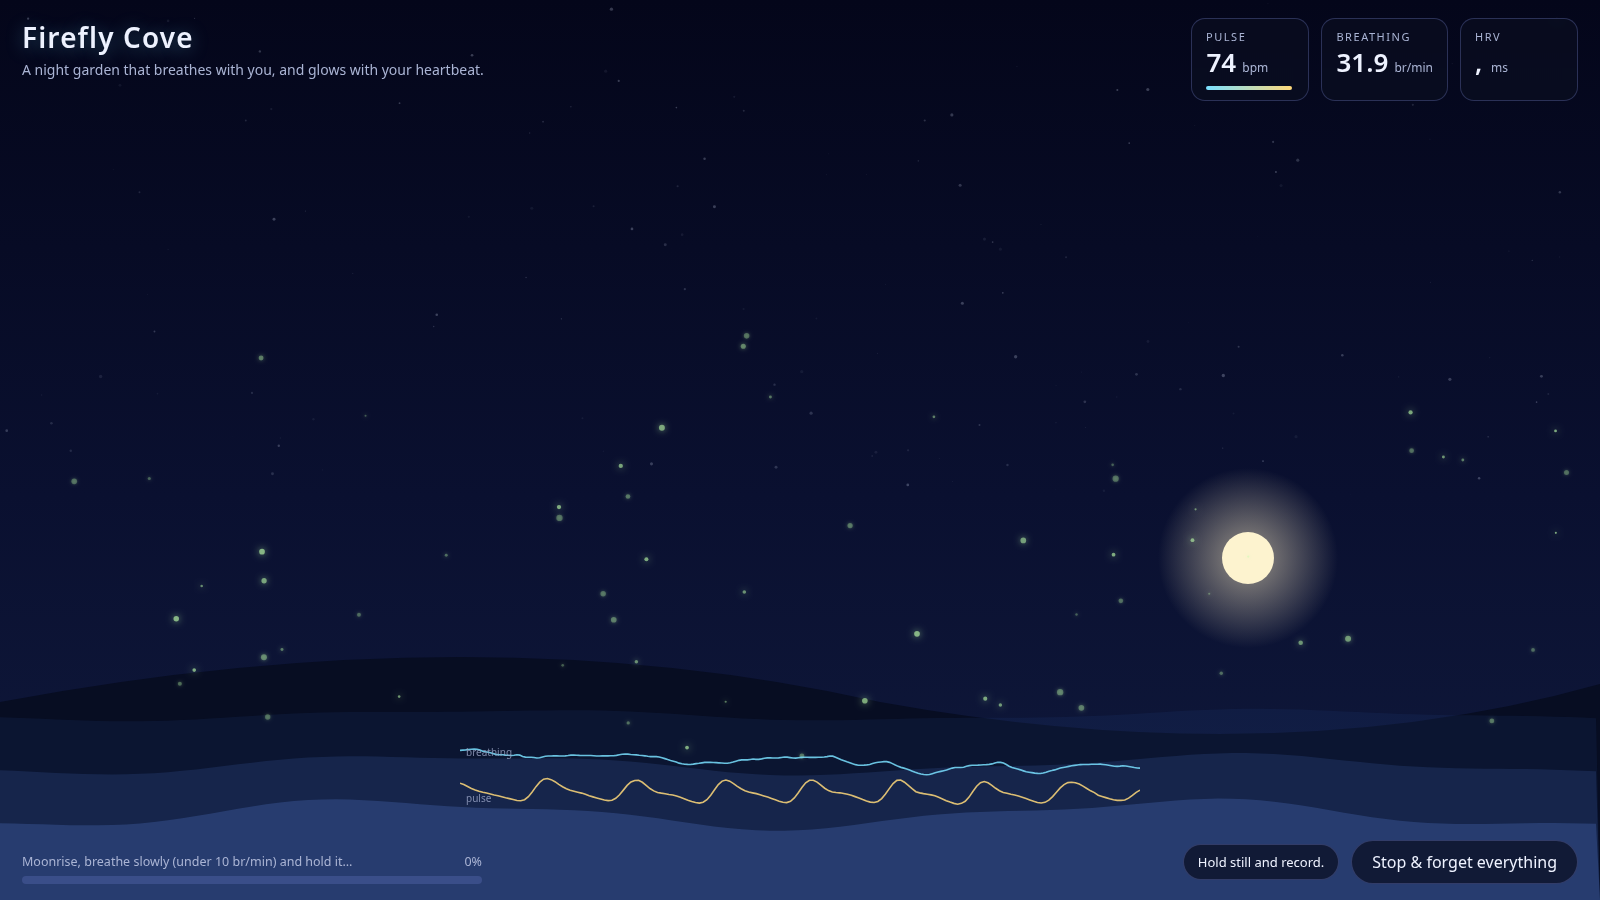 Firefly Cove
A night garden that breathes with you, and glows with your heartbeat.
PULSE
74 bpm
BREATHING
31.9 br/min
HRV
, ms
breathing
pulse
Moonrise, breathe slowly (under 10 br/min) and hold it... 0%
Hold still and record.
Stop & forget everything